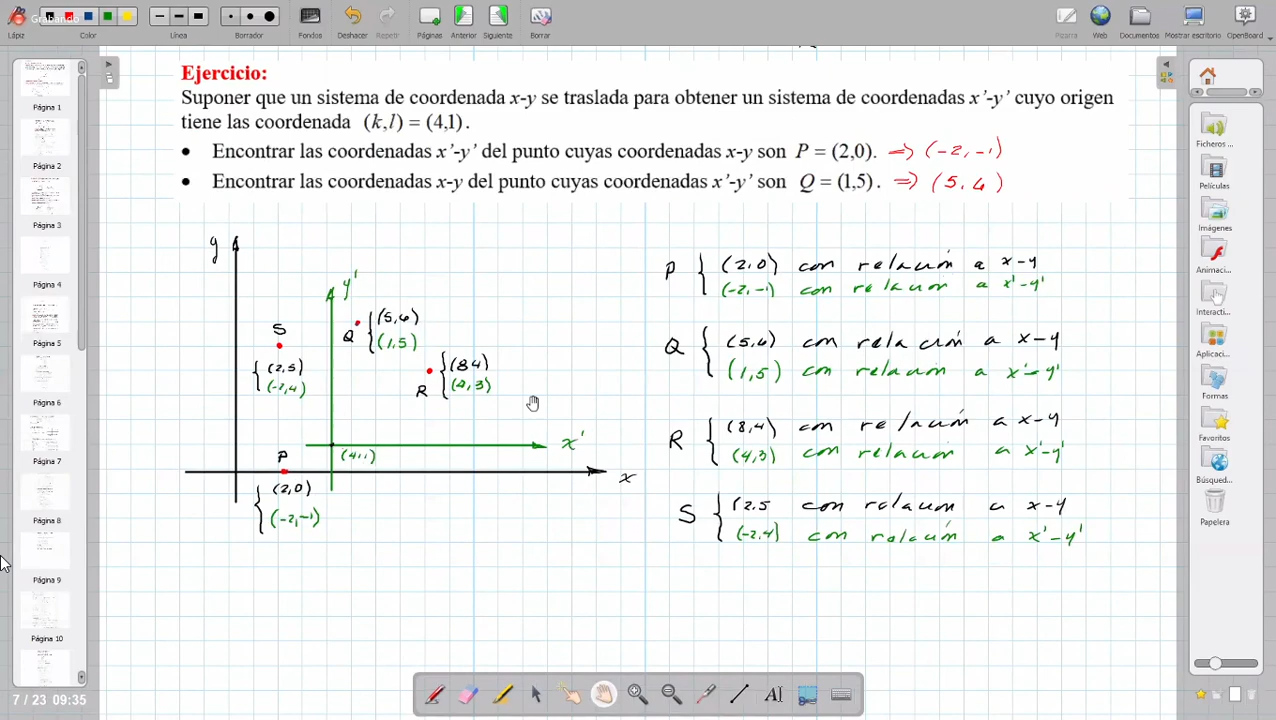 Grabando
Lápiz
Color
Línea
Borrador
Fondos
Deshacer
Repetir
Páginas
Anterior
Siguiente
Borrar
Pizarra
Web
Documentos
Mostrar escritorio
OpenBoard
Ejercicio:
Suponer que un sistema de coordenada x-y se traslada para obtener un sistema de coordenadas x'-y' cuyo origen
tiene las coordenada (k,l) = (4,1).
• Encontrar las coordenadas x'-y' del punto cuyas coordenadas x-y son P = (2,0). => (-2,-1)
• Encontrar las coordenadas x-y del punto cuyas coordenadas x'-y' son Q = (1,5). => (5,6)
y
y'
S
(2,5)
(-2,4)
Q
(5,6)
(1,5)
R
(8 4)
(4,3)
x'
(4,1)
P
(2,0)
(-2,-1)
x
P
(2,0) con relación a x-y
(-2,-1) con relación a x'-y'
Q
(5,6) con relación a x-y
(1,5) con relación a x'-y'
R
(8,4) con relación a x-y
(4,3) con relación a x'-y'
S
(2,5 con relación a x-y
(-2,4) con relación a x'-y'
Página 1
Página 2
Página 3
Página 4
Página 5
Página 6
Página 7
Página 8
Página 9
Página 10
7 / 23 09:35
Ficheros ...
Películas
Imágenes
Animaci...
Interacti...
Aplicaci...
Formas
Favoritos
Búsqued...
Papelera